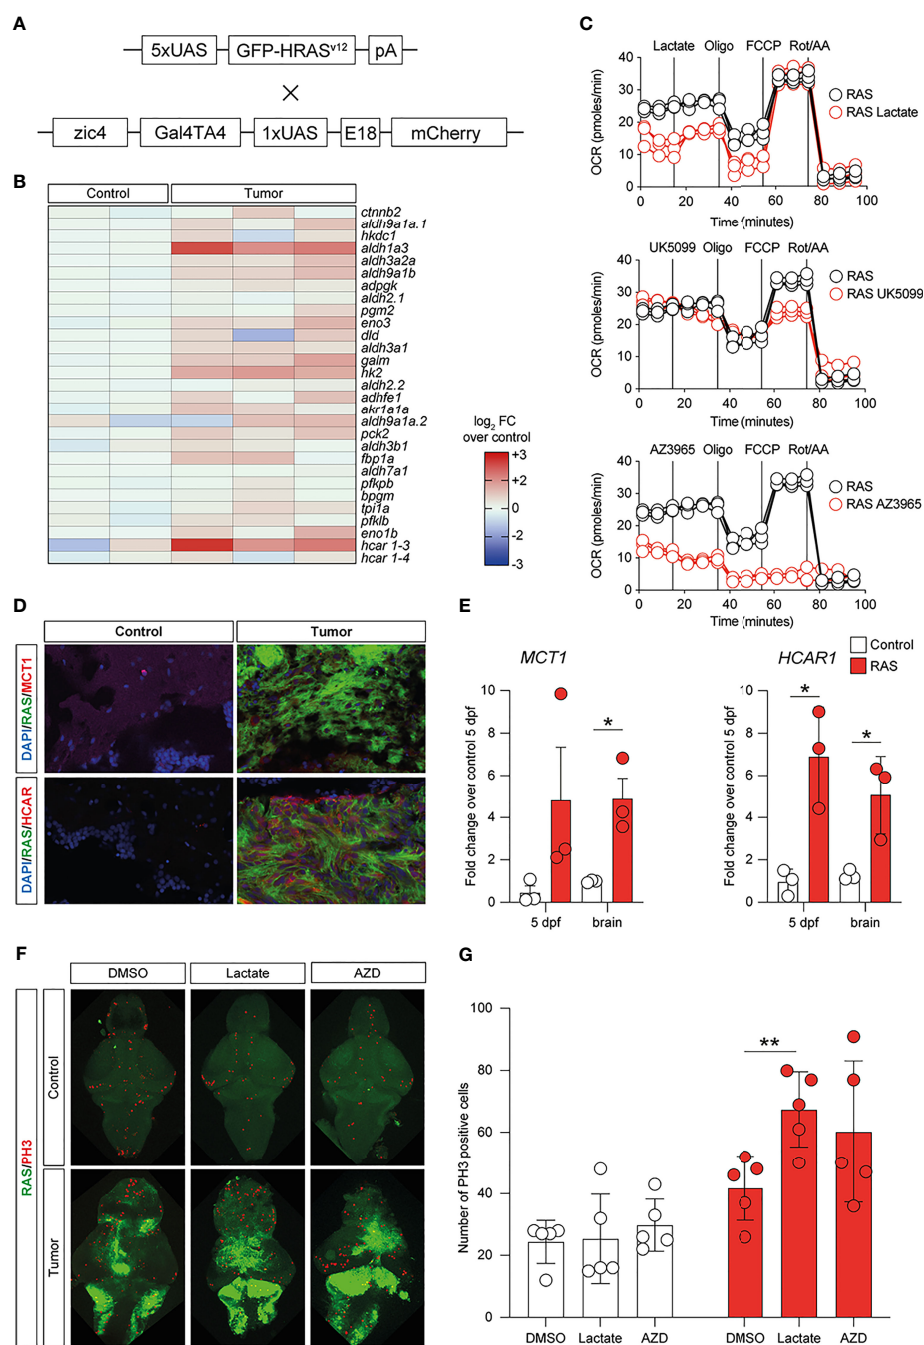 A
5xUAS
GFP-HRASv12
pA
zic4
Gal4TA4
1xUAS
E18
mCherry
B
Control
Tumor
ctnnb2
aldh9a1a.1
hkdc1
aldh1a3
aldh3a2a
aldh9a1b
adpgk
aldh2.1
pgm2
eno3
dld
aldh3a1
galm
hk2
aldh2.2
adhfe1
akr1a1a
aldh9a1a.2
pck2
aldh3b1
fbp1a
aldh7a1
pfkpb
bpgm
tpi1a
pfklb
eno1b
hcar 1-3
hcar 1-4
log2 FC
over control
+3
+2
0
-2
-3
C
Lactate Oligo FCCP Rot/AA
OCR (pmoles/min)
40
30
20
10
0
0 20 40 60 80 100
Time (minutes)
RAS
RAS Lactate
UK5099 Oligo FCCP Rot/AA
OCR (pmoles/min)
40
30
20
10
0
0 20 40 60 80 100
Time (minutes)
RAS
RAS UK5099
AZ3965 Oligo FCCP Rot/AA
OCR (pmoles/min)
40
30
20
10
0
0 20 40 60 80 100
Time (minutes)
RAS
RAS AZ3965
D
Control
Tumor
DAPI/RAS/MCT1
DAPI/RAS/HCAR
E
Control
RAS
MCT1
Fold change over control 5 dpf
10
8
6
4
2
0
*
5 dpf
brain
HCAR1
Fold change over control 5 dpf
10
8
6
4
2
0
*
*
5 dpf
brain
F
DMSO
Lactate
AZD
RAS/PH3
Control
Tumor
G
Number of PH3 positive cells
100
80
60
40
20
0
**
DMSO Lactate AZD DMSO Lactate AZD